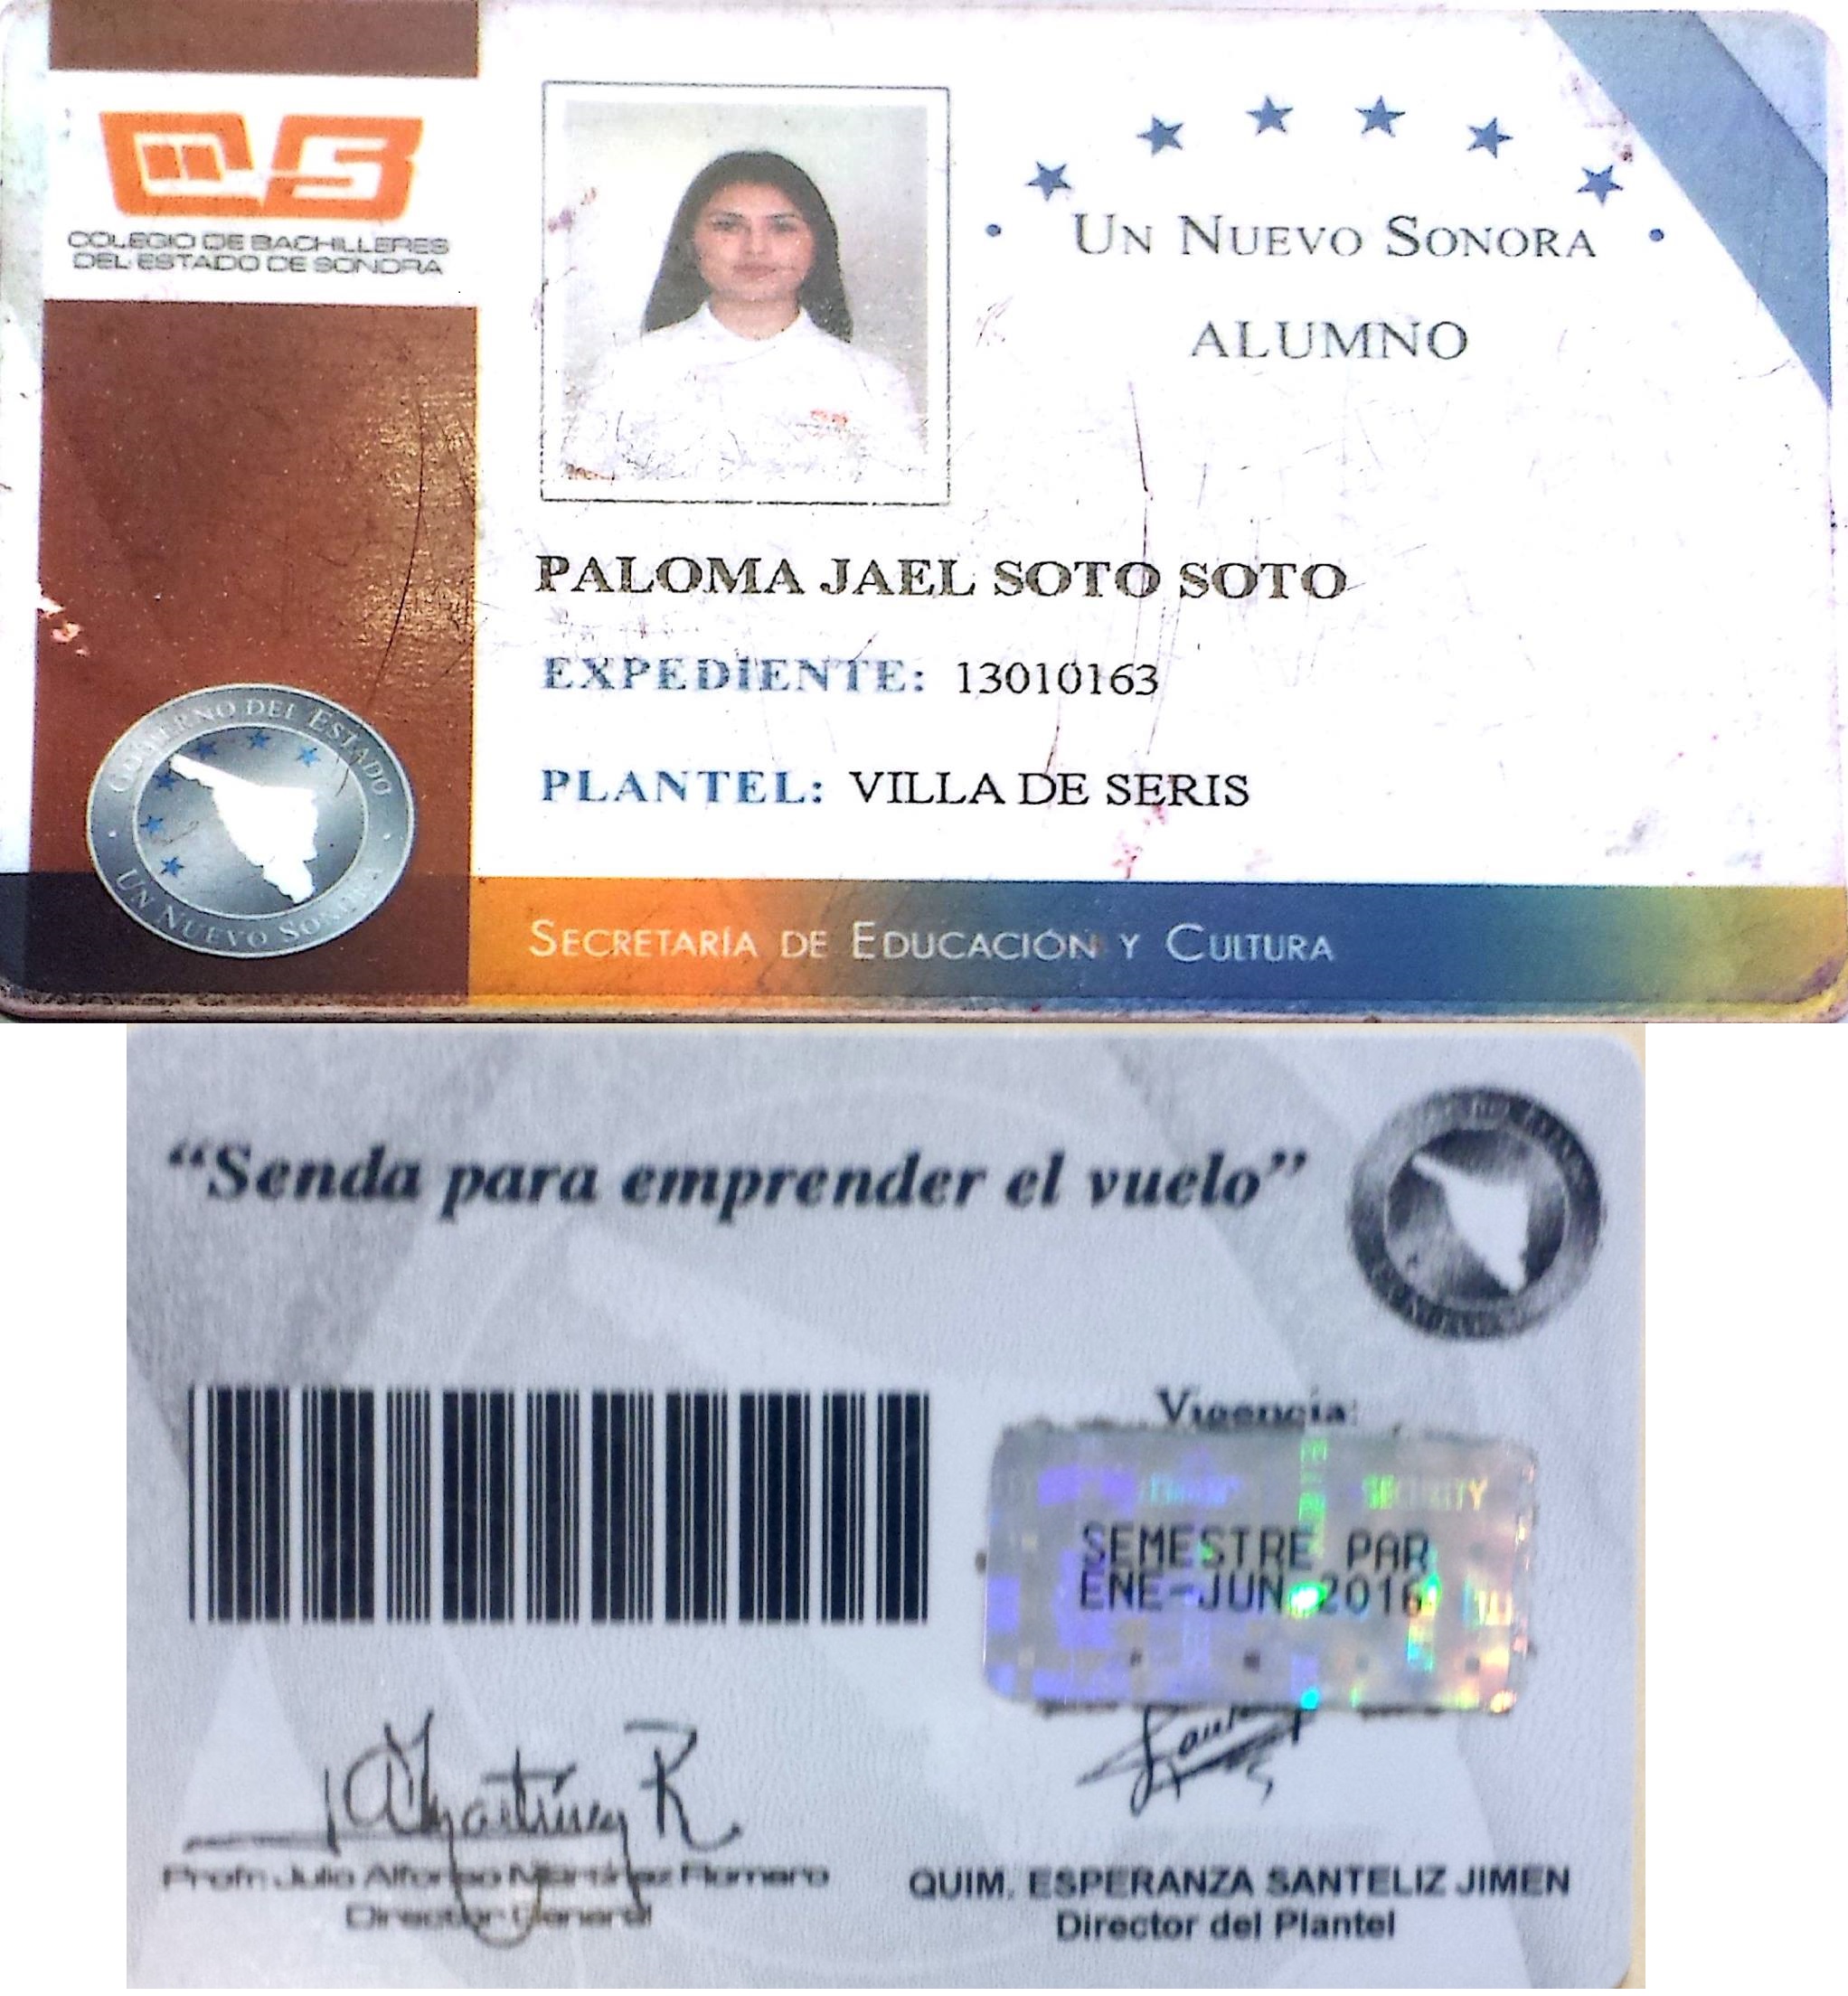 COLEGIO DE BACHILLERES
DEL ESTADO DE SONORA
UN NUEVO SONORA
ALUMNO
PALOMA JAEL SOTO SOTO
EXPEDIENTE: 13010163
PLANTEL: VILLA DE SERIS
GOBIERNO DEL ESTADO
UN NUEVO SONORA
SECRETARÍA DE EDUCACIÓN Y CULTURA
“Senda para emprender el vuelo”
Vigencia:
SECURITY
SEMESTRE PAR
ENE-JUN 2016
Profr. Julio Alfonso Martínez Romero
Director General
QUIM. ESPERANZA SANTELIZ JIMEN
Director del Plantel